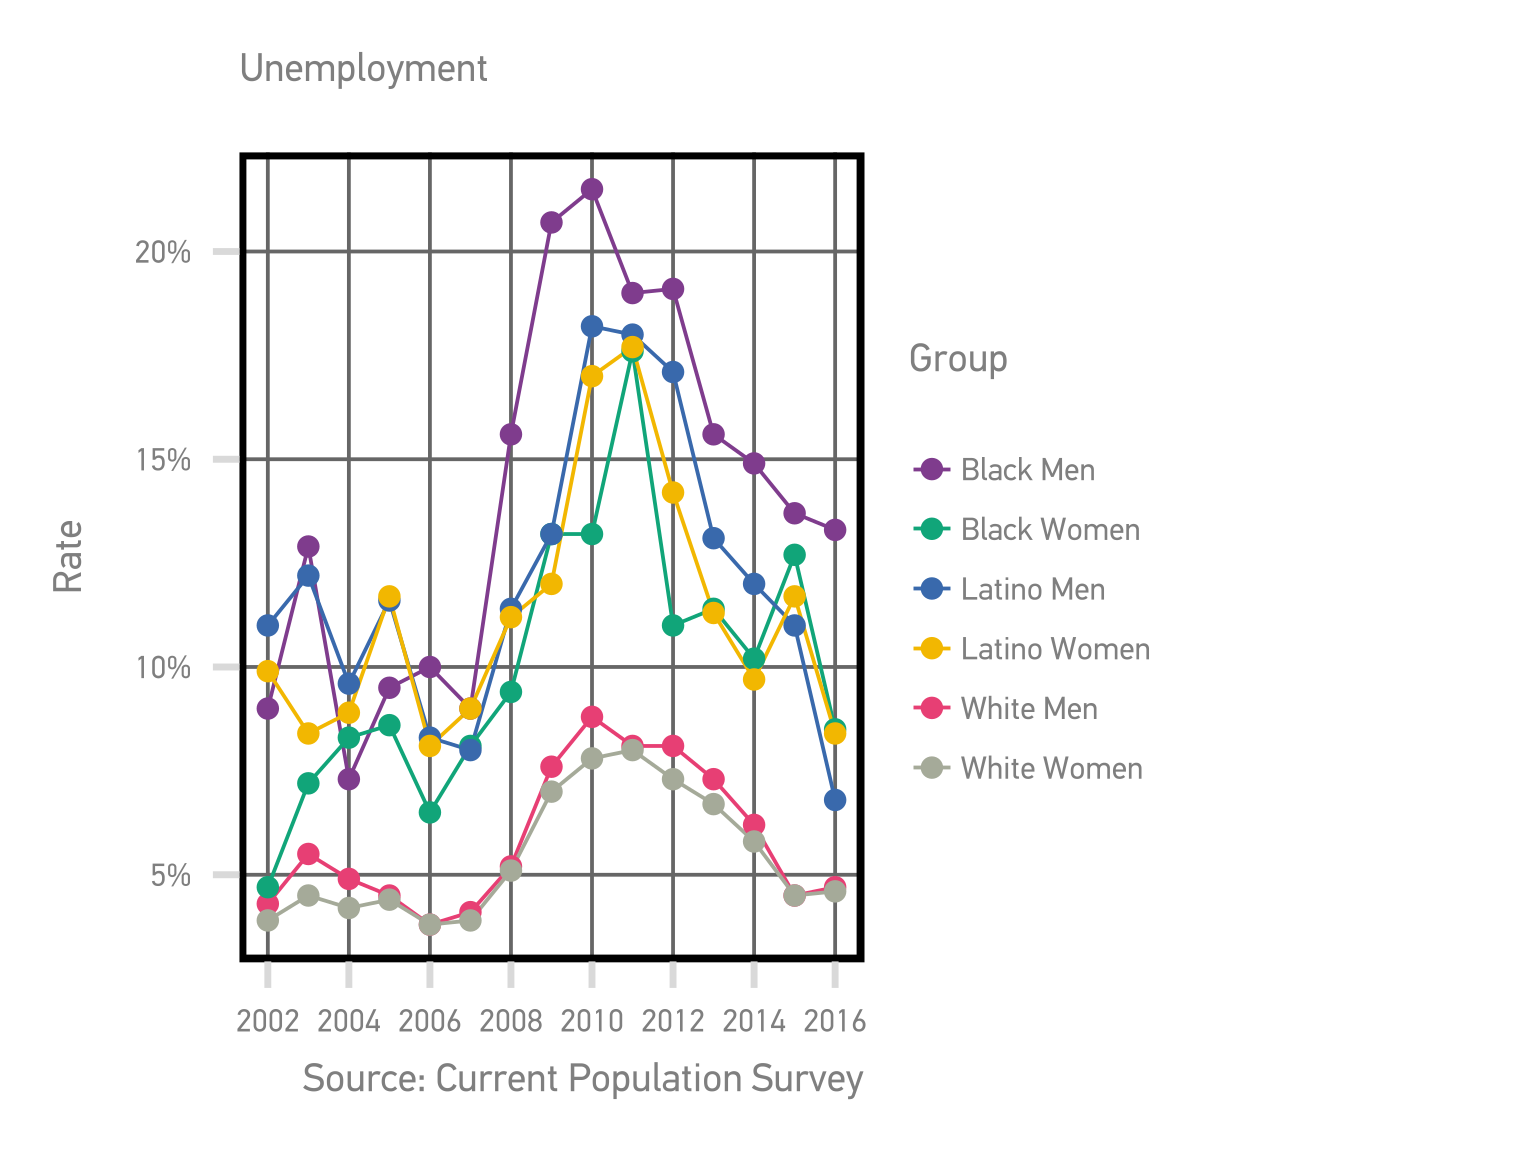 Unemployment
20%
15%
10%
5%
Rate
2002 2004 2006 2008 2010 2012 2014 2016
Source: Current Population Survey
Group
Black Men
Black Women
Latino Men
Latino Women
White Men
White Women